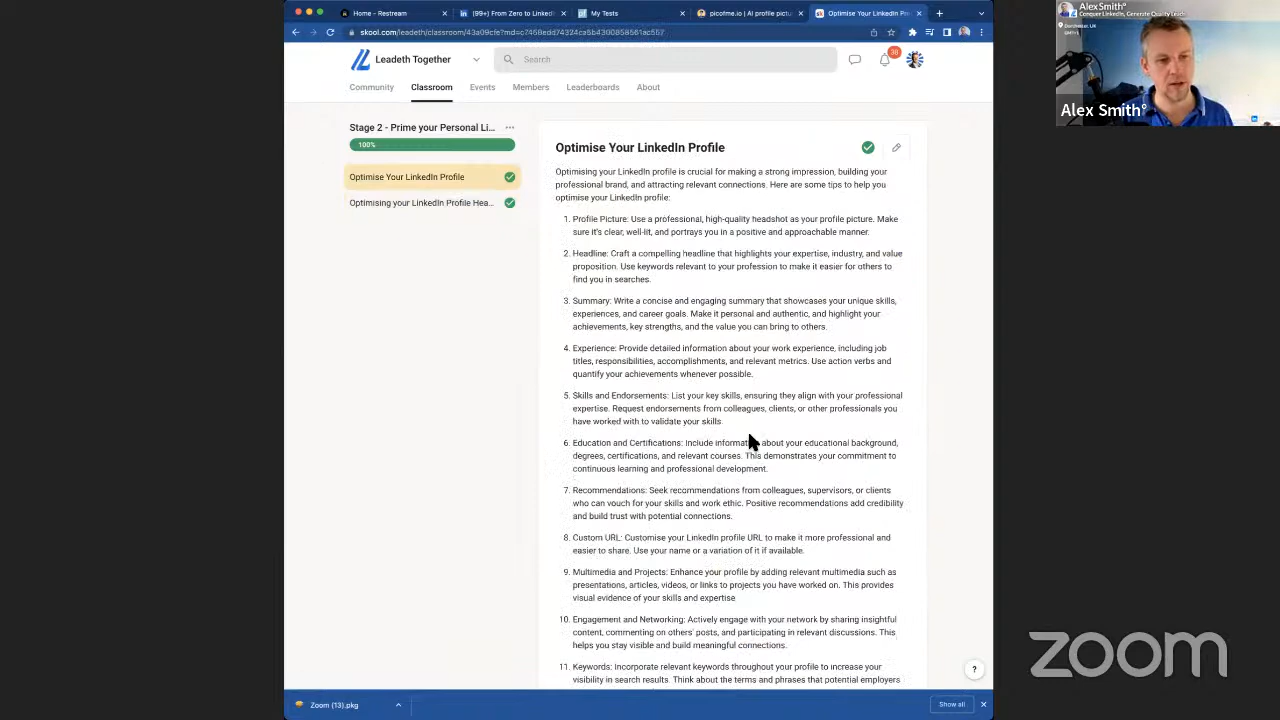 Home - Restream
(99+) From Zero to LinkedIn
My Tests
picofme.io | AI profile pictu
Optimise Your LinkedIn Pro
skool.com/leadeth/classroom/
Leadeth Together
Search
38
Community
Classroom
Events
Members
Leaderboards
About
Stage 2 - Prime your Personal Li...
100%
Optimise Your LinkedIn Profile
Optimising your LinkedIn Profile Hea...
Optimise Your LinkedIn Profile
Optimising your LinkedIn profile is crucial for making a strong impression, building your
professional brand, and attracting relevant connections. Here are some tips to help you
optimise your LinkedIn profile:
1. Profile Picture: Use a professional, high-quality headshot as your profile picture. Make
sure it's clear, well-lit, and portrays you in a positive and approachable manner.
2. Headline: Craft a compelling headline that highlights your expertise, industry, and value
proposition. Use keywords relevant to your profession to make it easier for others to
find you in searches.
3. Summary: Write a concise and engaging summary that showcases your unique skills,
experiences, and career goals. Make it personal and authentic, and highlight your
achievements, key strengths, and the value you can bring to others.
4. Experience: Provide detailed information about your work experience, including job
titles, responsibilities, accomplishments, and relevant metrics. Use action verbs and
quantify your achievements whenever possible.
5. Skills and Endorsements: List your key skills, ensuring they align with your professional
expertise. Request endorsements from colleagues, clients, or other professionals you
have worked with to validate your skills.
6. Education and Certifications: Include information about your educational background,
degrees, certifications, and relevant courses. This demonstrates your commitment to
continuous learning and professional development.
7. Recommendations: Seek recommendations from colleagues, supervisors, or clients
who can vouch for your skills and work ethic. Positive recommendations add credibility
and build trust with potential connections.
8. Custom URL: Customise your LinkedIn profile URL to make it more professional and
easier to share. Use your name or a variation of it if available.
9. Multimedia and Projects: Enhance your profile by adding relevant multimedia such as
presentations, articles, videos, or links to projects you have worked on. This provides
visual evidence of your skills and expertise
10. Engagement and Networking: Actively engage with your network by sharing insightful
content, commenting on others' posts, and participating in relevant discussions. This
helps you stay visible and build meaningful connections.
11. Keywords: Incorporate relevant keywords throughout your profile to increase your
visibility in search results. Think about the terms and phrases that potential employers
?
Zoom (13).pkg
Show all
Alex Smith°
Conquer LinkedIn, Generate Quality Leads
Dorchester, UK
GMT+1
Alex Smith°
zoom